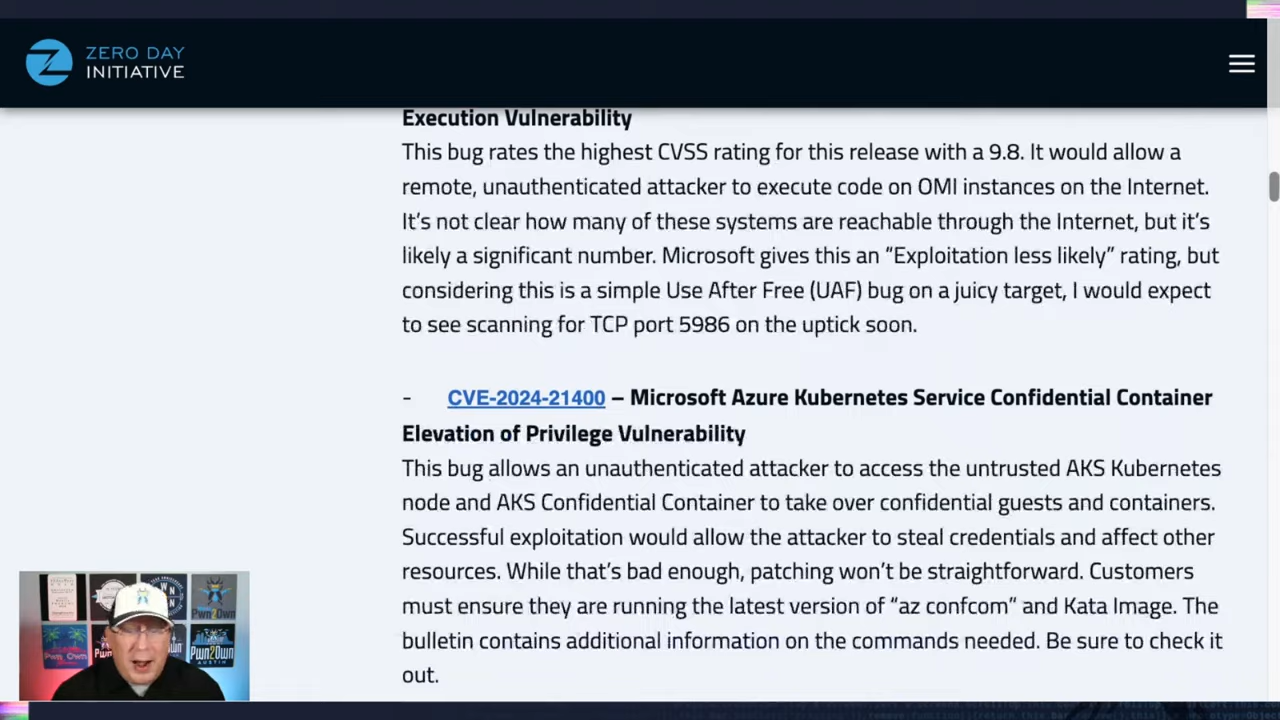 ZERO DAY
INITIATIVE
Execution Vulnerability
This bug rates the highest CVSS rating for this release with a 9.8. It would allow a
remote, unauthenticated attacker to execute code on OMI instances on the Internet.
It’s not clear how many of these systems are reachable through the Internet, but it’s
likely a significant number. Microsoft gives this an “Exploitation less likely” rating, but
considering this is a simple Use After Free (UAF) bug on a juicy target, I would expect
to see scanning for TCP port 5986 on the uptick soon.
- CVE-2024-21400 – Microsoft Azure Kubernetes Service Confidential Container
Elevation of Privilege Vulnerability
This bug allows an unauthenticated attacker to access the untrusted AKS Kubernetes
node and AKS Confidential Container to take over confidential guests and containers.
Successful exploitation would allow the attacker to steal credentials and affect other
resources. While that’s bad enough, patching won’t be straightforward. Customers
must ensure they are running the latest version of “az confcom” and Kata Image. The
bulletin contains additional information on the commands needed. Be sure to check it
out.
Pwn2Own
Pwn2Own
AUSTIN